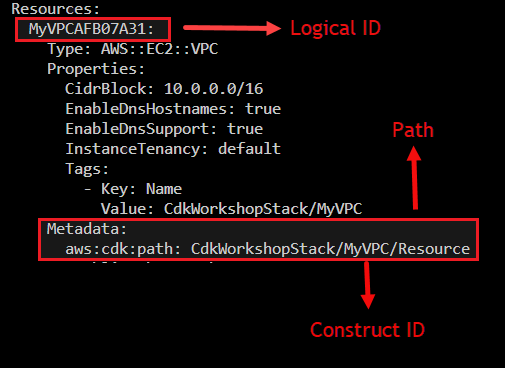 Resources:
MyVPCAFB07A31: Logical ID
Type: AWS::EC2::VPC
Properties:
CidrBlock: 10.0.0.0/16
EnableDnsHostnames: true
EnableDnsSupport: true
Path
InstanceTenancy: default
Tags:
- Key: Name
Value: CdkWorkshopStack/MyVPC
Metadata:
aws:cdk:path: CdkWorkshopStack/MyVPC/Resource
Construct ID